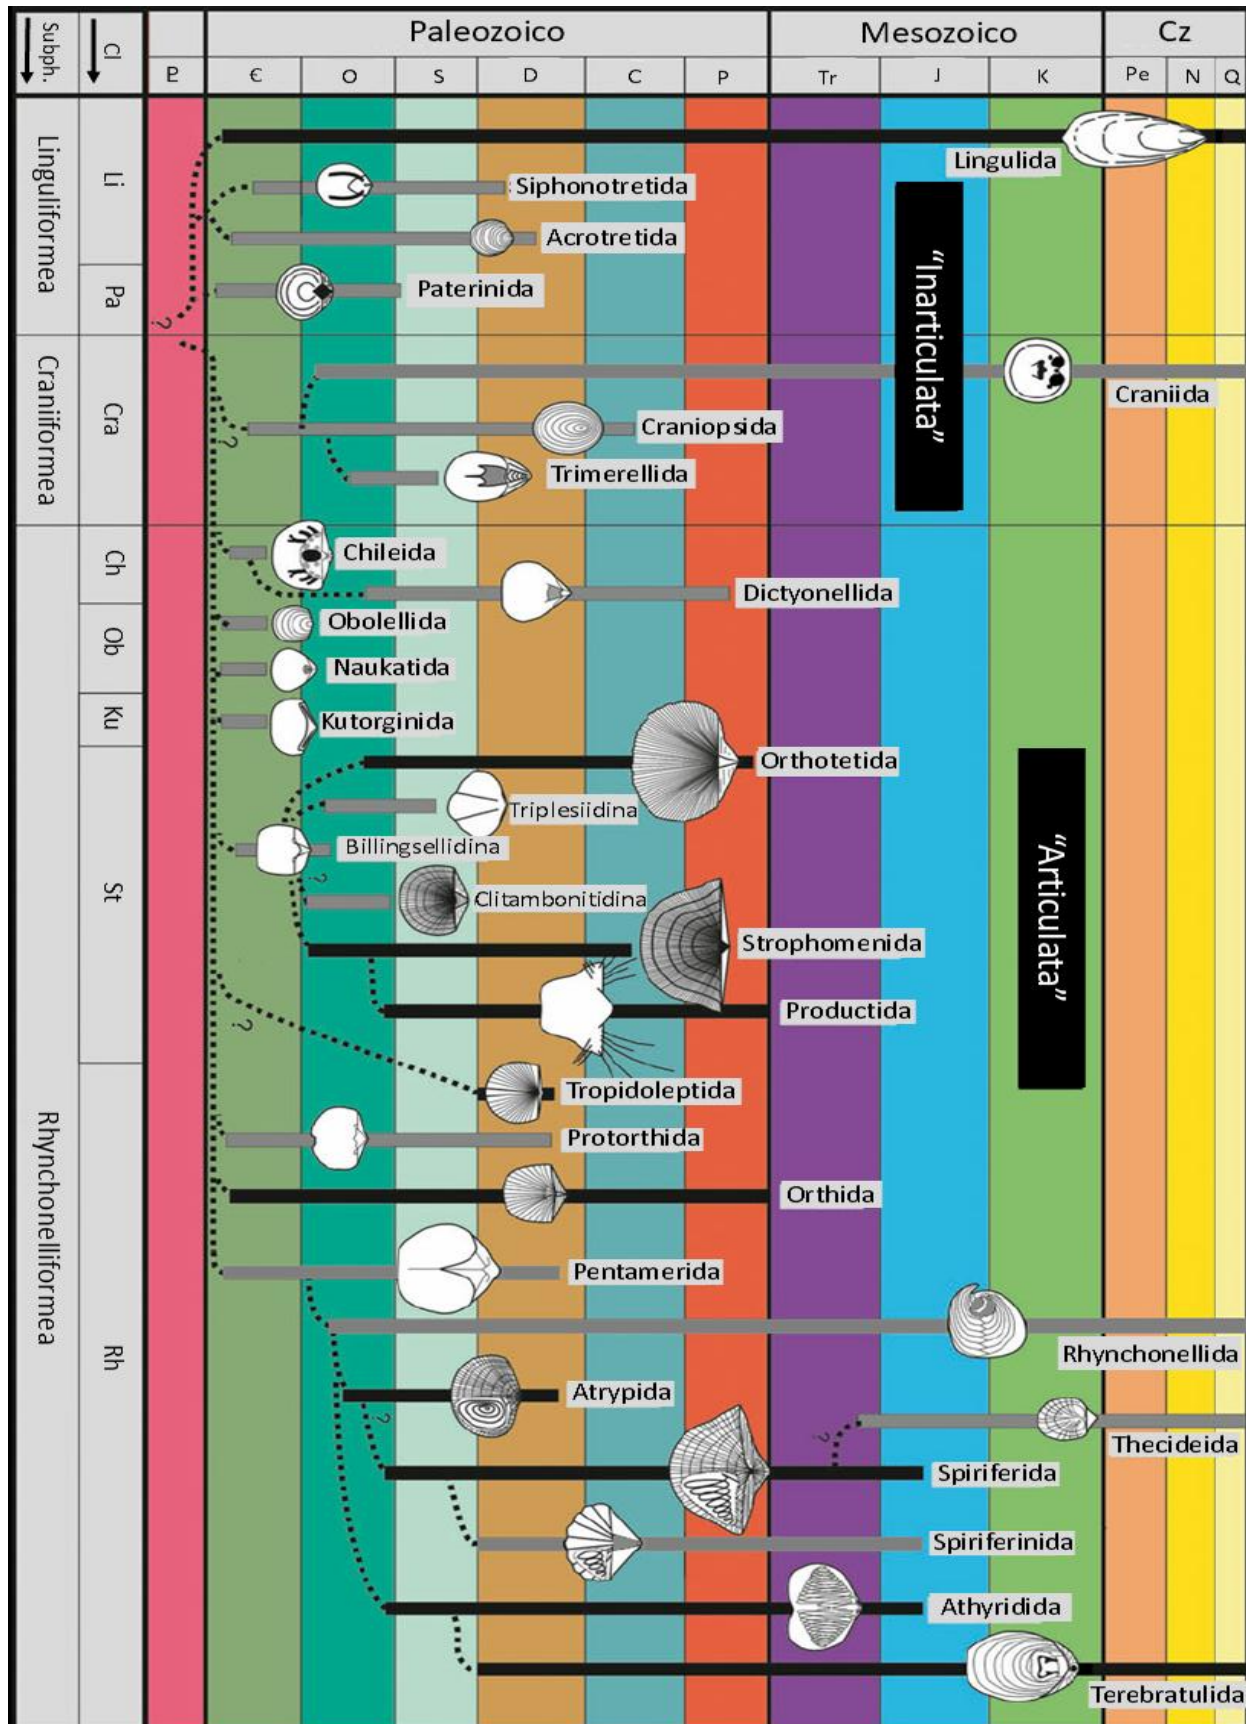 Subph.
Cl
Paleozoico
Mesozoico
Cz
Є
O
S
D
C
P
Tr
J
K
Pe
N
Q
Linguliformea
Li
Lingulida
Siphonotretida
Acrotretida
Pa
Paterinida
?
"Inarticulata"
Craniiformea
Cra
Craniida
?
Craniopsida
Trimerellida
Rhynchonelliformea
Ch
Chileida
Dictyonellida
Ob
Obolellida
Naukatida
Ku
Kutorginida
St
Orthotetida
Triplesiidina
Billingsellidina
?
Clitambonitidina
Strophomenida
Productida
?
"Articulata"
Rh
Tropidoleptida
Protorthida
Orthida
Pentamerida
Rhynchonellida
Atrypida
?
?
Thecideida
Spiriferida
Spiriferinida
Athyridida
Terebratulida